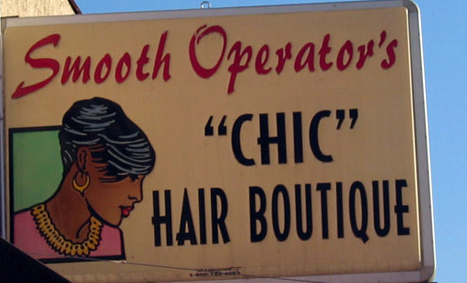 Smooth Operator's
"CHIC"
HAIR BOUTIQUE